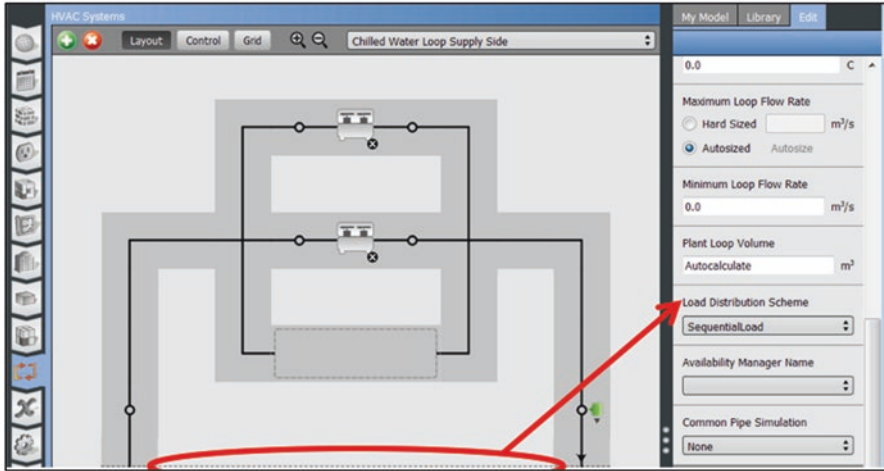 HVAC Systems
Layout Control Grid Chilled Water Loop Supply Side
My Model Library Edit
0.0 C
Maximum Loop Flow Rate
Hard Sized m³/s
Autosized Autosize
Minimum Loop Flow Rate
0.0 m³/s
Plant Loop Volume
Autocalculate m³
Load Distribution Scheme
SequentialLoad
Availability Manager Name
Common Pipe Simulation
None